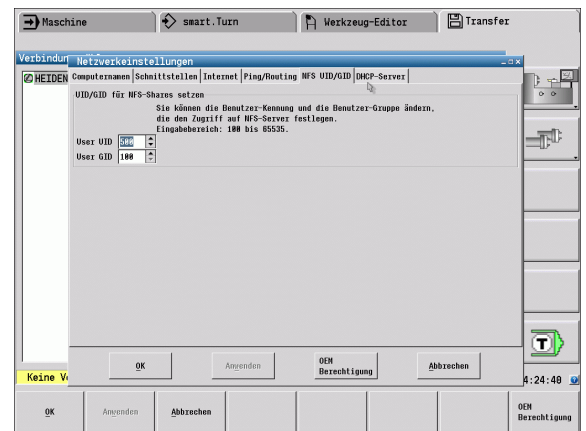 Maschine
smart.Turn
Werkzeug-Editor
Transfer
Verbindun
Netzwerkeinstellungen
HEIDEN
Computernamen
Schnittstellen
Internet
Ping/Routing
NFS UID/GID
DHCP-Server
UID/GID für NFS-Shares setzen
Sie können die Benutzer-Kennung und die Benutzer-Gruppe ändern,
die den Zugriff auf NFS-Server festlegen.
Eingabebereich: 100 bis 65535.
User UID 500
User GID 100
OK
Anwenden
OEM
Berechtigung
Abbrechen
T
Keine V
4:24:40
OK
Anwenden
Abbrechen
OEM
Berechtigung